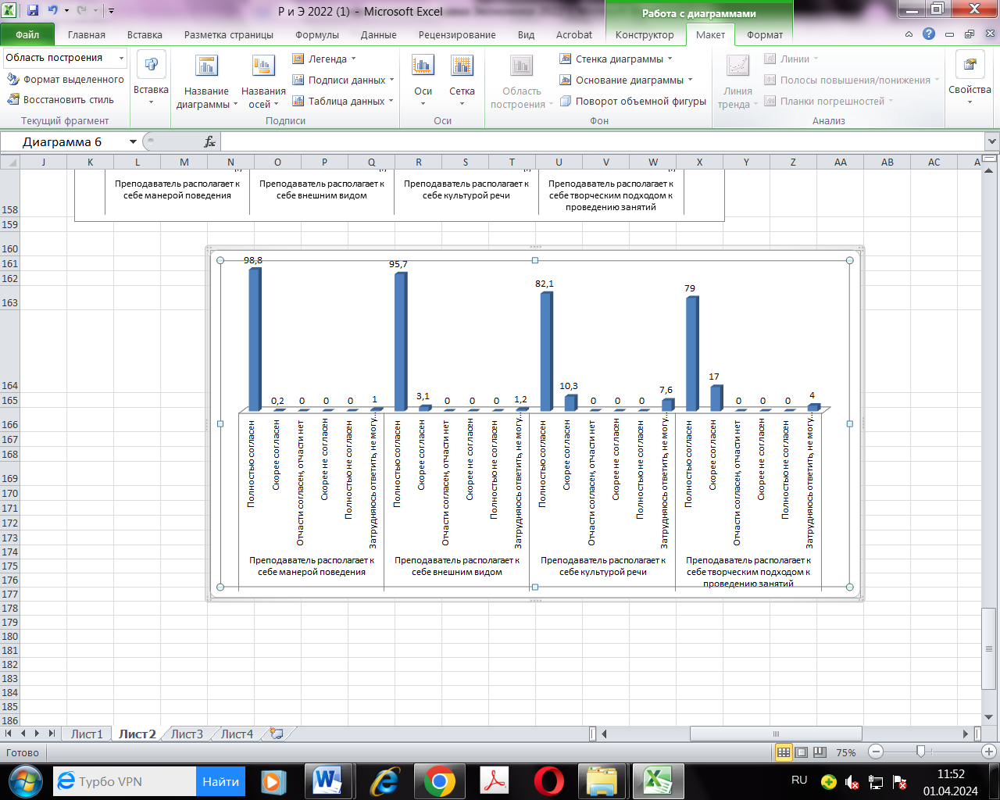 Р и Э 2022 (1) - Microsoft Excel
Работа с диаграммами
Файл Главная Вставка Разметка страницы Формулы Данные Рецензирование Вид Acrobat Конструктор Макет Формат
Область построения
Формат выделенного
Восстановить стиль
Текущий фрагмент
Вставка
Название диаграммы
Названия осей
Легенда
Подписи данных
Таблица данных
Подписи
Оси
Сетка
Оси
Область построения
Стенка диаграммы
Основание диаграммы
Поворот объемной фигуры
Фон
Линия тренда
Линии
Полосы повышения/понижения
Планки погрешностей
Анализ
Свойства
Диаграмма 6
fx
J K L M N O P Q R S T U V W X Y Z AA AB AC A
158
159
160
161
162
163
164
165
166
167
168
169
170
171
172
173
174
175
176
177
178
179
180
181
182
183
184
185
186
Преподаватель располагает к
себе манерой поведения
Преподаватель располагает к
себе внешним видом
Преподаватель располагает к
себе культурой речи
Преподаватель располагает к
себе творческим подходом к
проведению занятий
98,8 0,2 0 0 0 1
95,7 3,1 0 0 0 1,2
82,1 10,3 0 0 0 7,6
79 17 0 0 0 4
Полностью согласен
Скорее согласен
Отчасти согласен, отчасти нет
Скорее не согласен
Полностью не согласен
Затрудняюсь ответить, не могу...
Полностью согласен
Скорее согласен
Отчасти согласен, отчасти нет
Скорее не согласен
Полностью не согласен
Затрудняюсь ответить, не могу...
Полностью согласен
Скорее согласен
Отчасти согласен, отчасти нет
Скорее не согласен
Полностью не согласен
Затрудняюсь ответить, не могу...
Полностью согласен
Скорее согласен
Отчасти согласен, отчасти нет
Скорее не согласен
Полностью не согласен
Затрудняюсь ответить, не могу...
Преподаватель располагает к
себе манерой поведения
Преподаватель располагает к
себе внешним видом
Преподаватель располагает к
себе культурой речи
Преподаватель располагает к
себе творческим подходом к
проведению занятий
Лист1 Лист2 Лист3 Лист4
Готово
75%
Турбо VPN
Найти
RU
11:52
01.04.2024